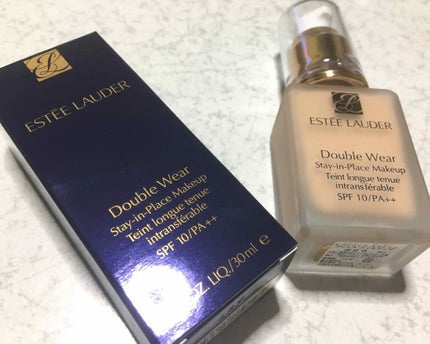 ESTĒE LAUDER
Double Wear
Stay-in-Place Makeup
Teint longue tenue
intransférable
SPF 10/PA++
OZ. LIQ./30ml e
ESTĒE LAUDER
Double Wear
Stay-in-Place Makeup
Teint longue tenue
intransférable
SPF 10/PA++